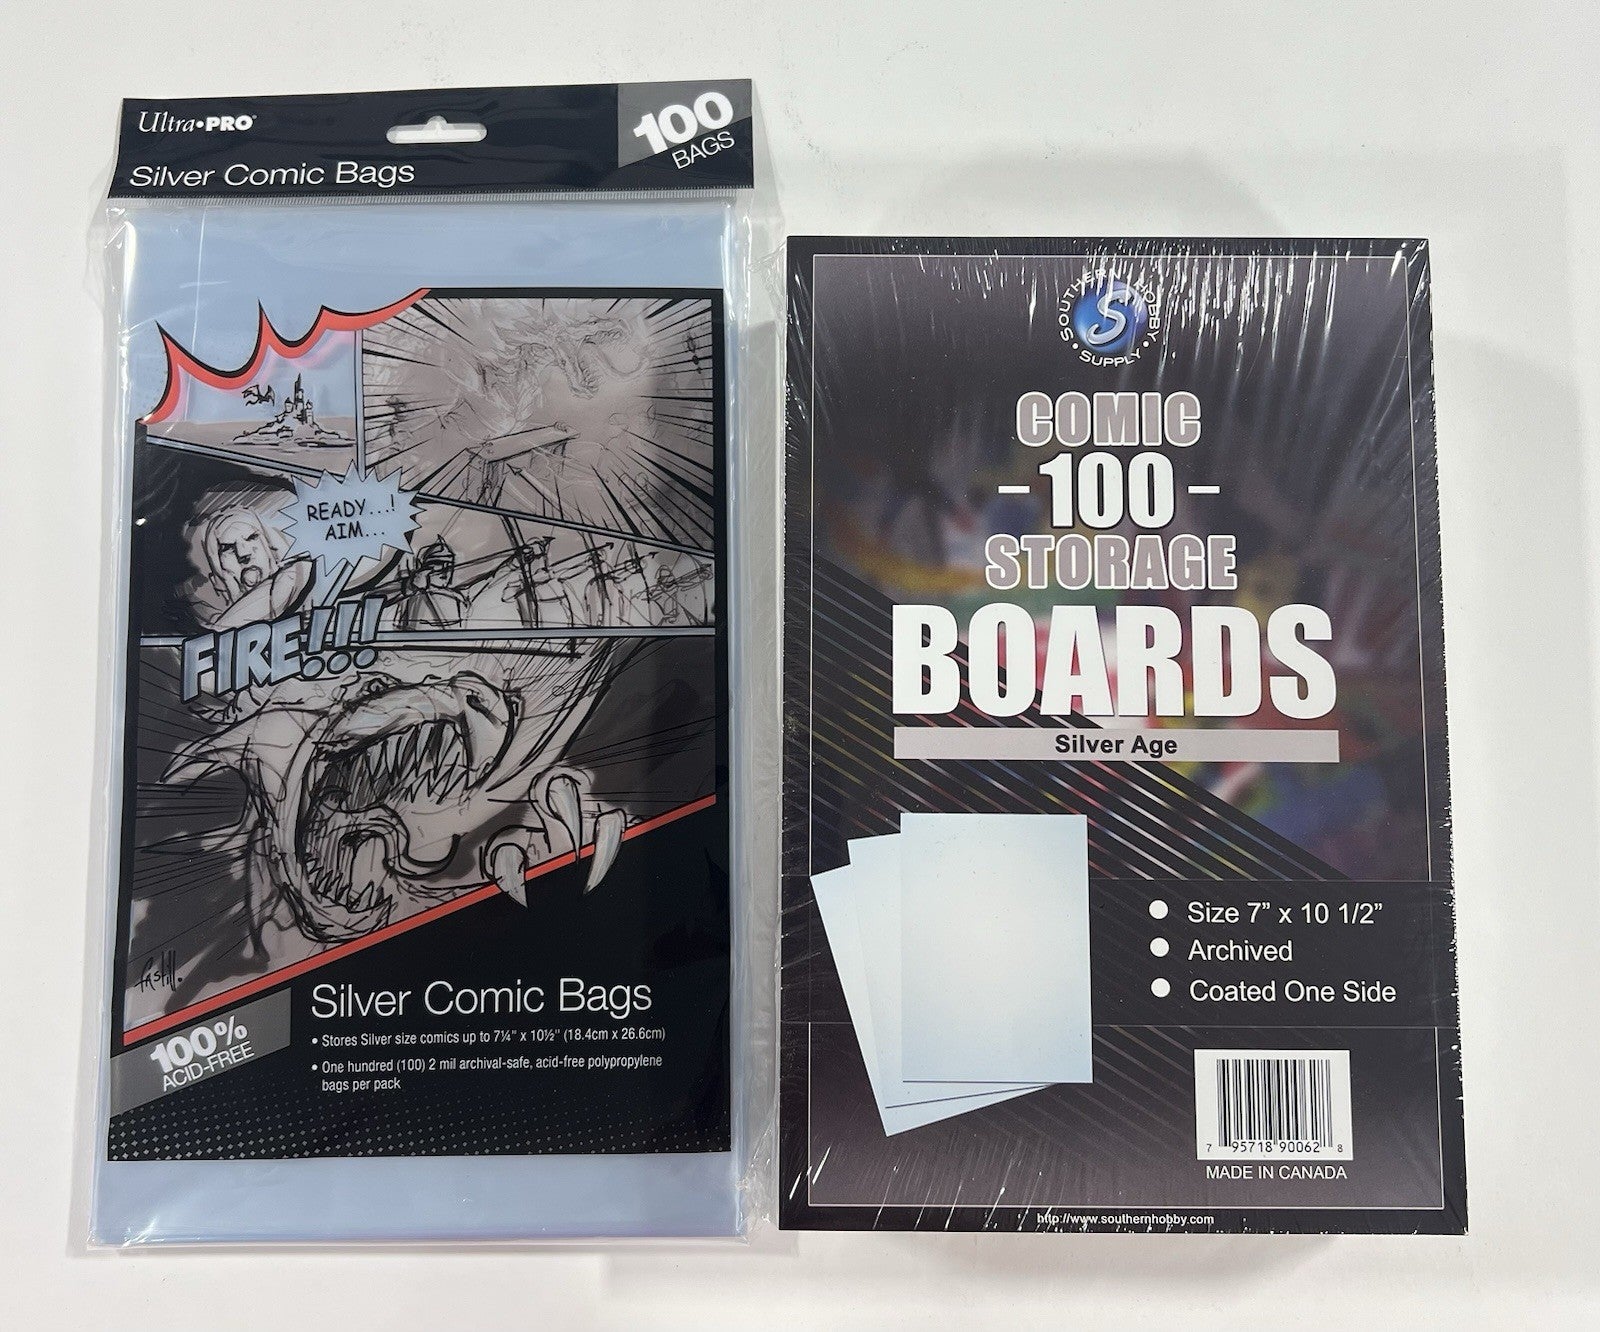 Ultra•PRO®
Silver Comic Bags
100
BAGS
READY...!
AIM...
FIRE!!!
Pastill.
100%
ACID-FREE
Silver Comic Bags
• Stores Silver size comics up to 7¼" x 10½" (18.4cm x 26.6cm)
• One hundred (100) 2 mil archival-safe, acid-free polypropylene
bags per pack
SOUTHERN HOBBY • SUPPLY •
S
COMIC
- 100 -
STORAGE
BOARDS
Silver Age
● Size 7” x 10 1/2”
● Archived
● Coated One Side
7 95718 90062 8
MADE IN CANADA
http://www.southernhobby.com